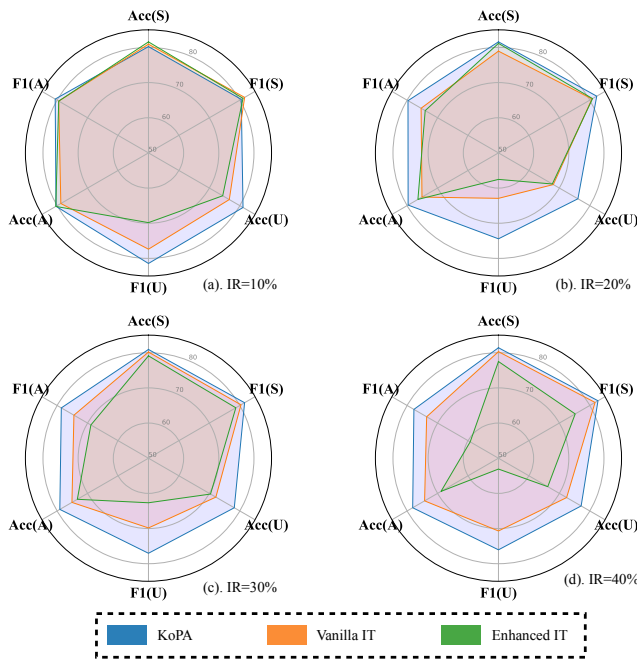 Acc(S)
F1(A)
F1(S)
80
70
60
50
Acc(A)
Acc(U)
F1(U)
(a). IR=10%
Acc(S)
F1(A)
F1(S)
80
70
60
50
Acc(A)
Acc(U)
F1(U)
(b). IR=20%
Acc(S)
F1(A)
F1(S)
80
70
60
50
Acc(A)
Acc(U)
F1(U)
(c). IR=30%
Acc(S)
F1(A)
F1(S)
80
70
60
50
Acc(A)
Acc(U)
F1(U)
(d). IR=40%
KoPA
Vanilla IT
Enhanced IT